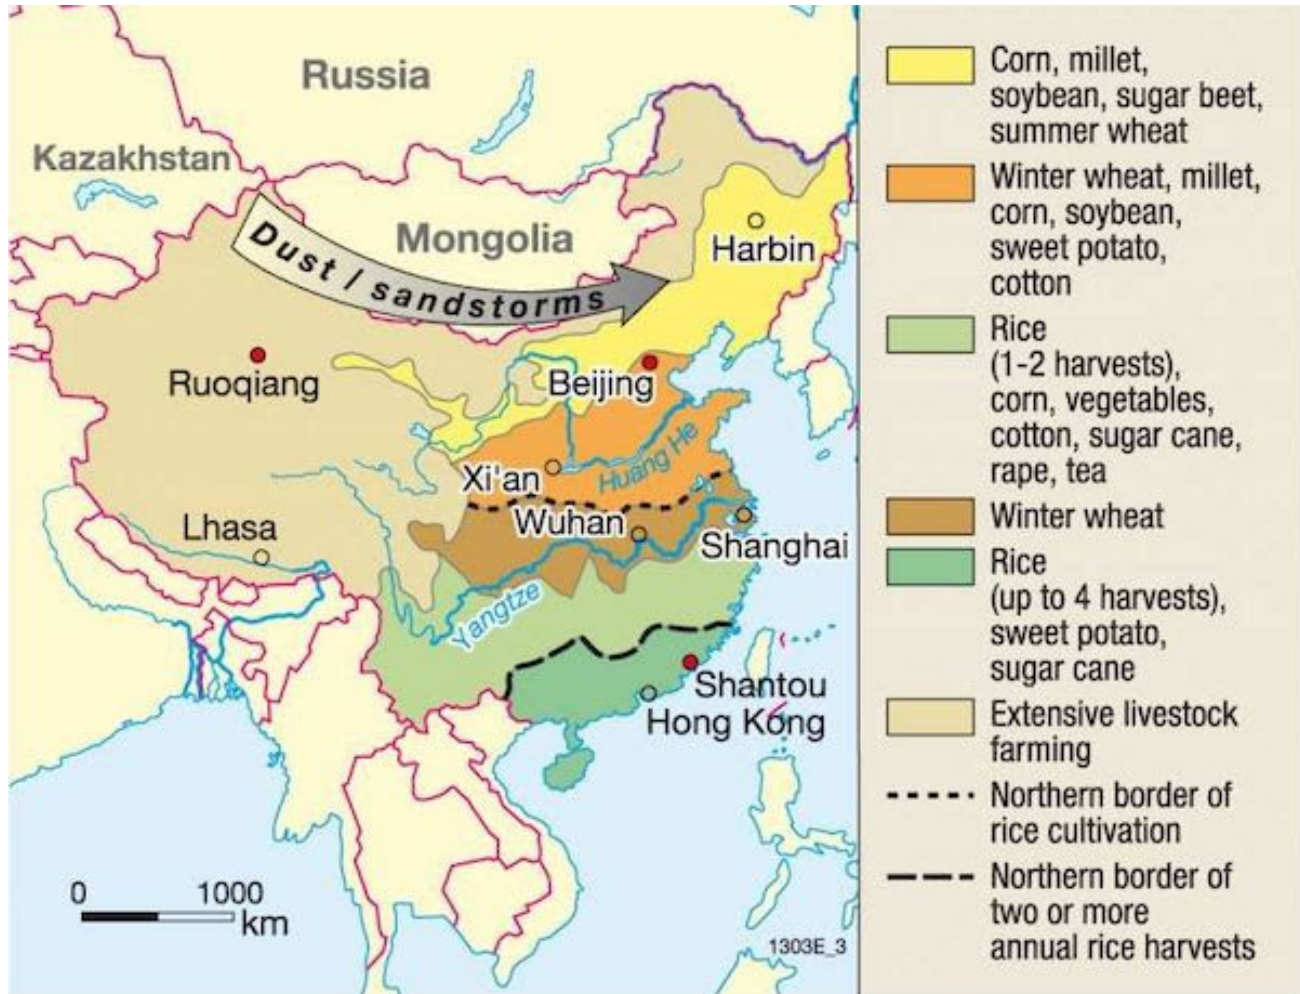 Russia
Kazakhstan
Mongolia
Dust / sandstorms
Harbin
Ruoqiang
Beijing
Xi'an
Huang He
Wuhan
Lhasa
Shanghai
Yangtze
Shantou
Hong Kong
0 1000
km
1303E_3
Corn, millet,
soybean, sugar beet,
summer wheat
Winter wheat, millet,
corn, soybean,
sweet potato,
cotton
Rice
(1-2 harvests),
corn, vegetables,
cotton, sugar cane,
rape, tea
Winter wheat
Rice
(up to 4 harvests),
sweet potato,
sugar cane
Extensive livestock
farming
Northern border of
rice cultivation
Northern border of
two or more
annual rice harvests